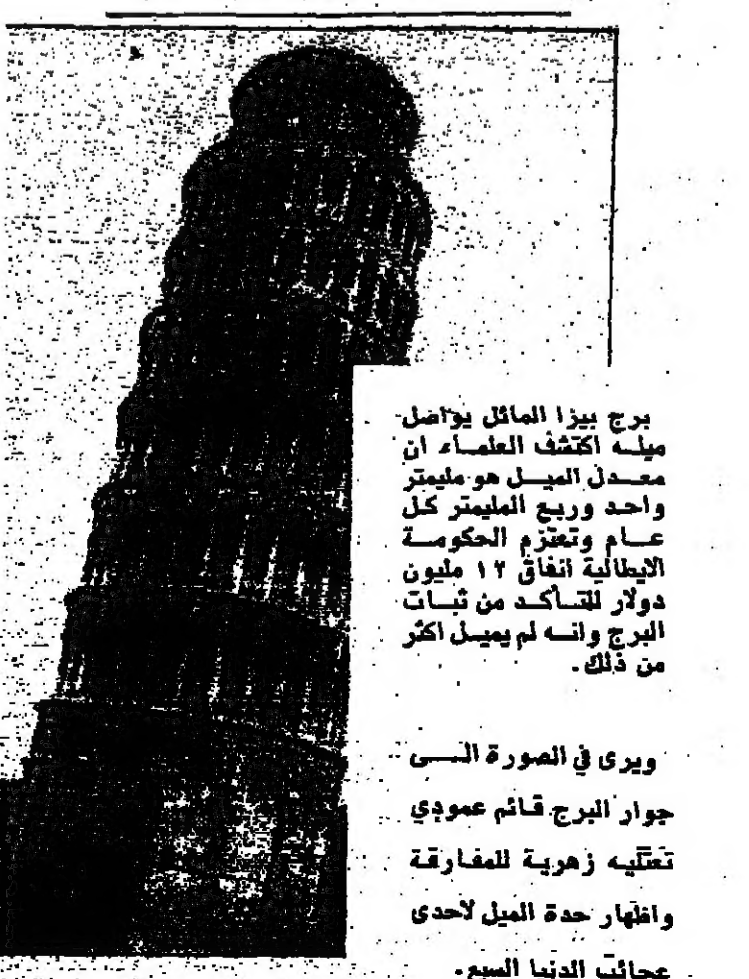 برج بيزا المائل يواصل
ميله اكتشف العلماء ان
معدل الميل هو مليمتر
واحد وربع المليمتر كل
عام وتعتزم الحكومة
الايطالية انفاق ١٢ مليون
دولار للتأكد من ثبات
البرج وانه لم يميل اكثر
من ذلك.
ويرى في الصورة الى
جوار البرج قائم عمودي
تعتليه زهرية للمفارقة
واظهار حدة الميل لاحدى
عجائب الدنيا السبع.